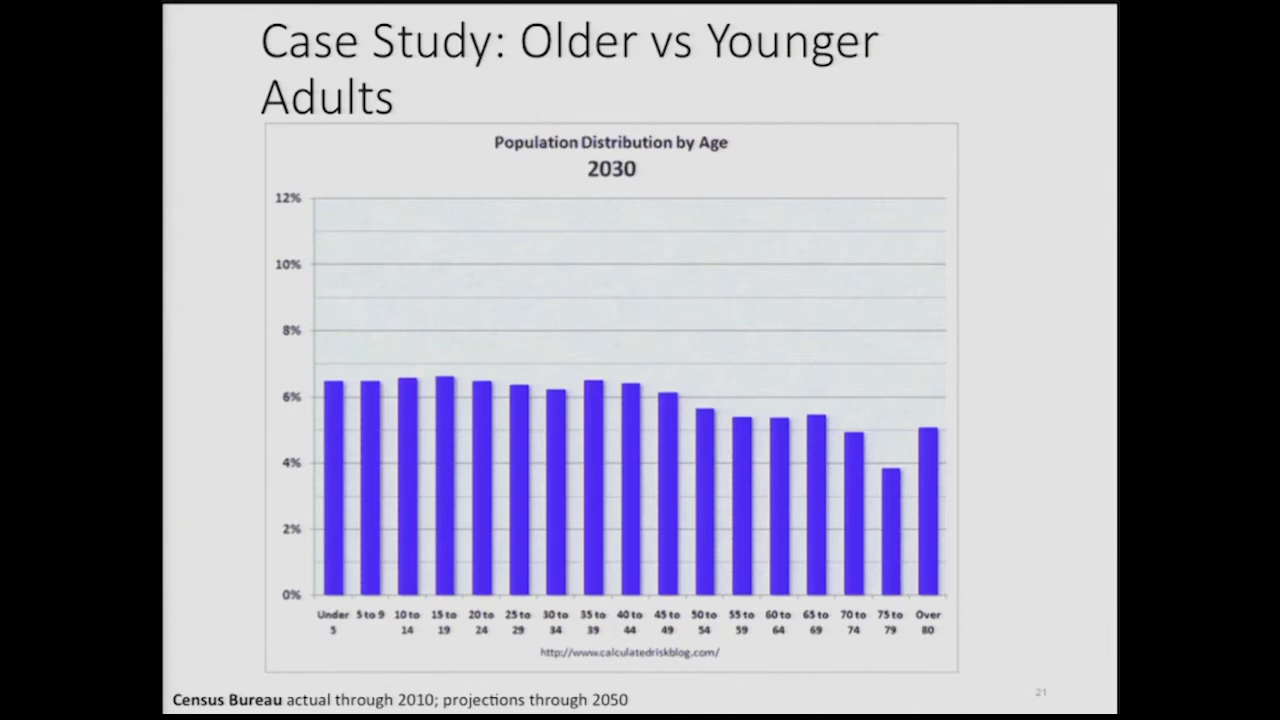 Case Study: Older vs Younger
Adults
Population Distribution by Age
2030
12%
10%
8%
6%
4%
2%
0%
Under 5 to 9 10 to 15 to 20 to 25 to 30 to 35 to 40 to 45 to 50 to 55 to 60 to 65 to 70 to 75 to Over
5 14 19 24 29 34 39 44 49 54 59 64 69 74 79 80
http://www.calculatedriskblog.com/
Census Bureau actual through 2010; projections through 2050
21